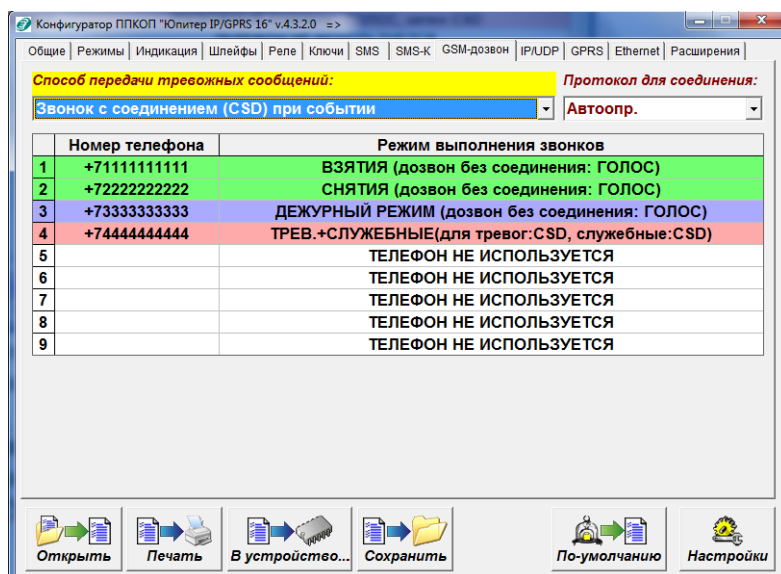 Конфигуратор ППКОП "Юпитер IP/GPRS 16" v.4.3.2.0 =>
Общие Режимы Индикация Шлейфы Реле Ключи SMS SMS-K GSM-дозвон IP/UDP GPRS Ethernet Расширения
Способ передачи тревожных сообщений: Протокол для соединения:
Звонок с соединением (CSD) при событии Автоопр.
Номер телефона Режим выполнения звонков
1 +71111111111 ВЗЯТИЯ (дозвон без соединения: ГОЛОС)
2 +72222222222 СНЯТИЯ (дозвон без соединения: ГОЛОС)
3 +73333333333 ДЕЖУРНЫЙ РЕЖИМ (дозвон без соединения: ГОЛОС)
4 +74444444444 ТРЕВ.+СЛУЖЕБНЫЕ(для тревог:CSD, служебные:CSD)
5 ТЕЛЕФОН НЕ ИСПОЛЬЗУЕТСЯ
6 ТЕЛЕФОН НЕ ИСПОЛЬЗУЕТСЯ
7 ТЕЛЕФОН НЕ ИСПОЛЬЗУЕТСЯ
8 ТЕЛЕФОН НЕ ИСПОЛЬЗУЕТСЯ
9 ТЕЛЕФОН НЕ ИСПОЛЬЗУЕТСЯ
Открыть Печать В устройство... Сохранить По-умолчанию Настройки